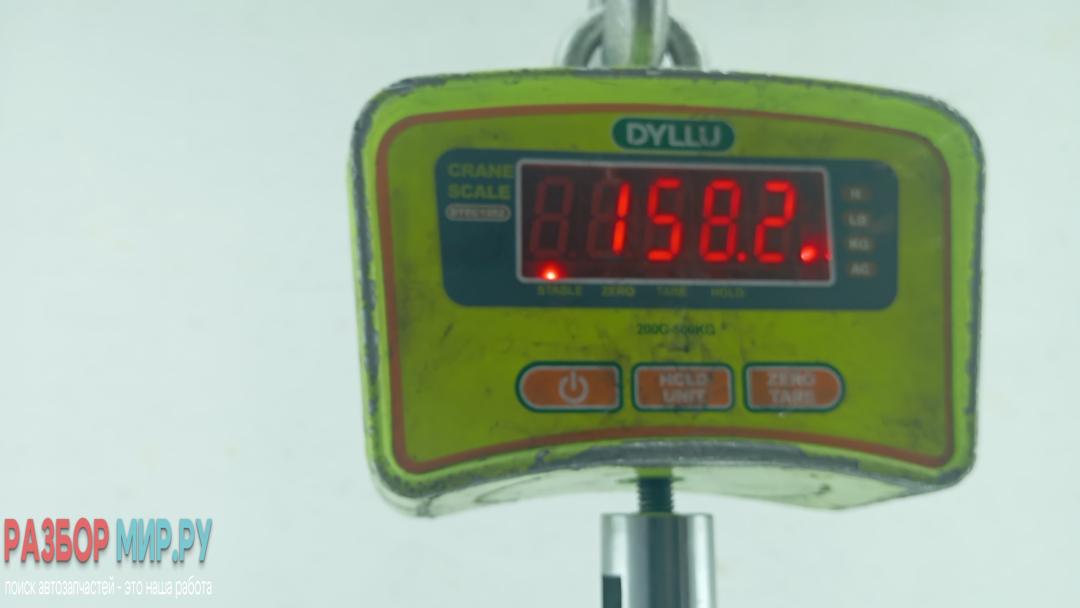 DYLLU
CRANE
SCALE
158.2
LB
KG
STABLE ZERO TARE HOLD
HOLD
UNIT
ZERO
TARE
РАЗБОР МИР.РУ
поиск автозапчастей - это наша работа